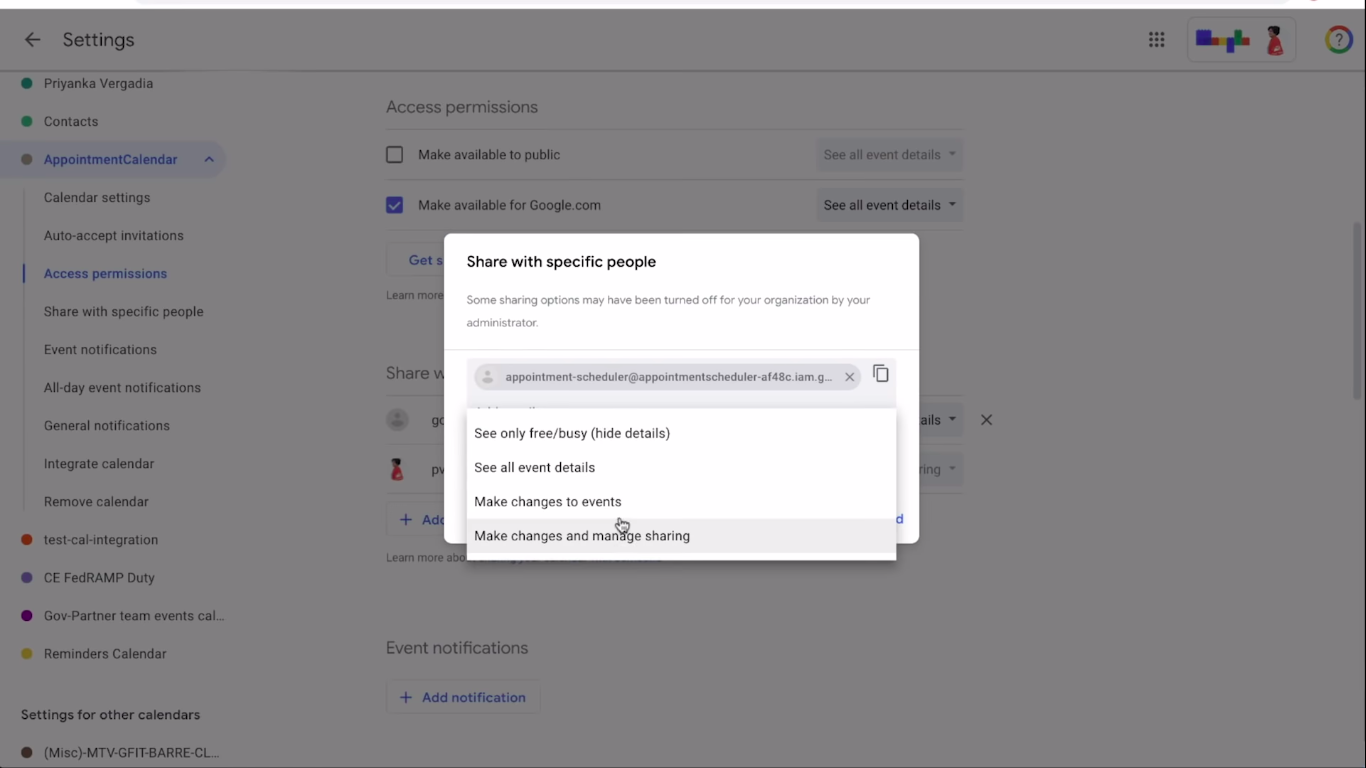 Settings
Priyanka Vergadia
Contacts
AppointmentCalendar
Calendar settings
Auto-accept invitations
Access permissions
Share with specific people
Event notifications
All-day event notifications
General notifications
Integrate calendar
Remove calendar
test-cal-integration
CE FedRAMP Duty
Gov-Partner team events cal...
Reminders Calendar
Settings for other calendars
(Misc)-MTV-GFIT-BARRE-CL...
Access permissions
Make available to public
See all event details
Make available for Google.com
See all event details
Get s
Learn more
Share w
go
ails
pv
ring
+ Add
Learn more abo
Share with specific people
Some sharing options may have been turned off for your organization by your
administrator.
appointment-scheduler@appointmentscheduler-af48c.iam.g...
See only free/busy (hide details)
See all event details
Make changes to events
Make changes and manage sharing
d
Event notifications
+ Add notification
?